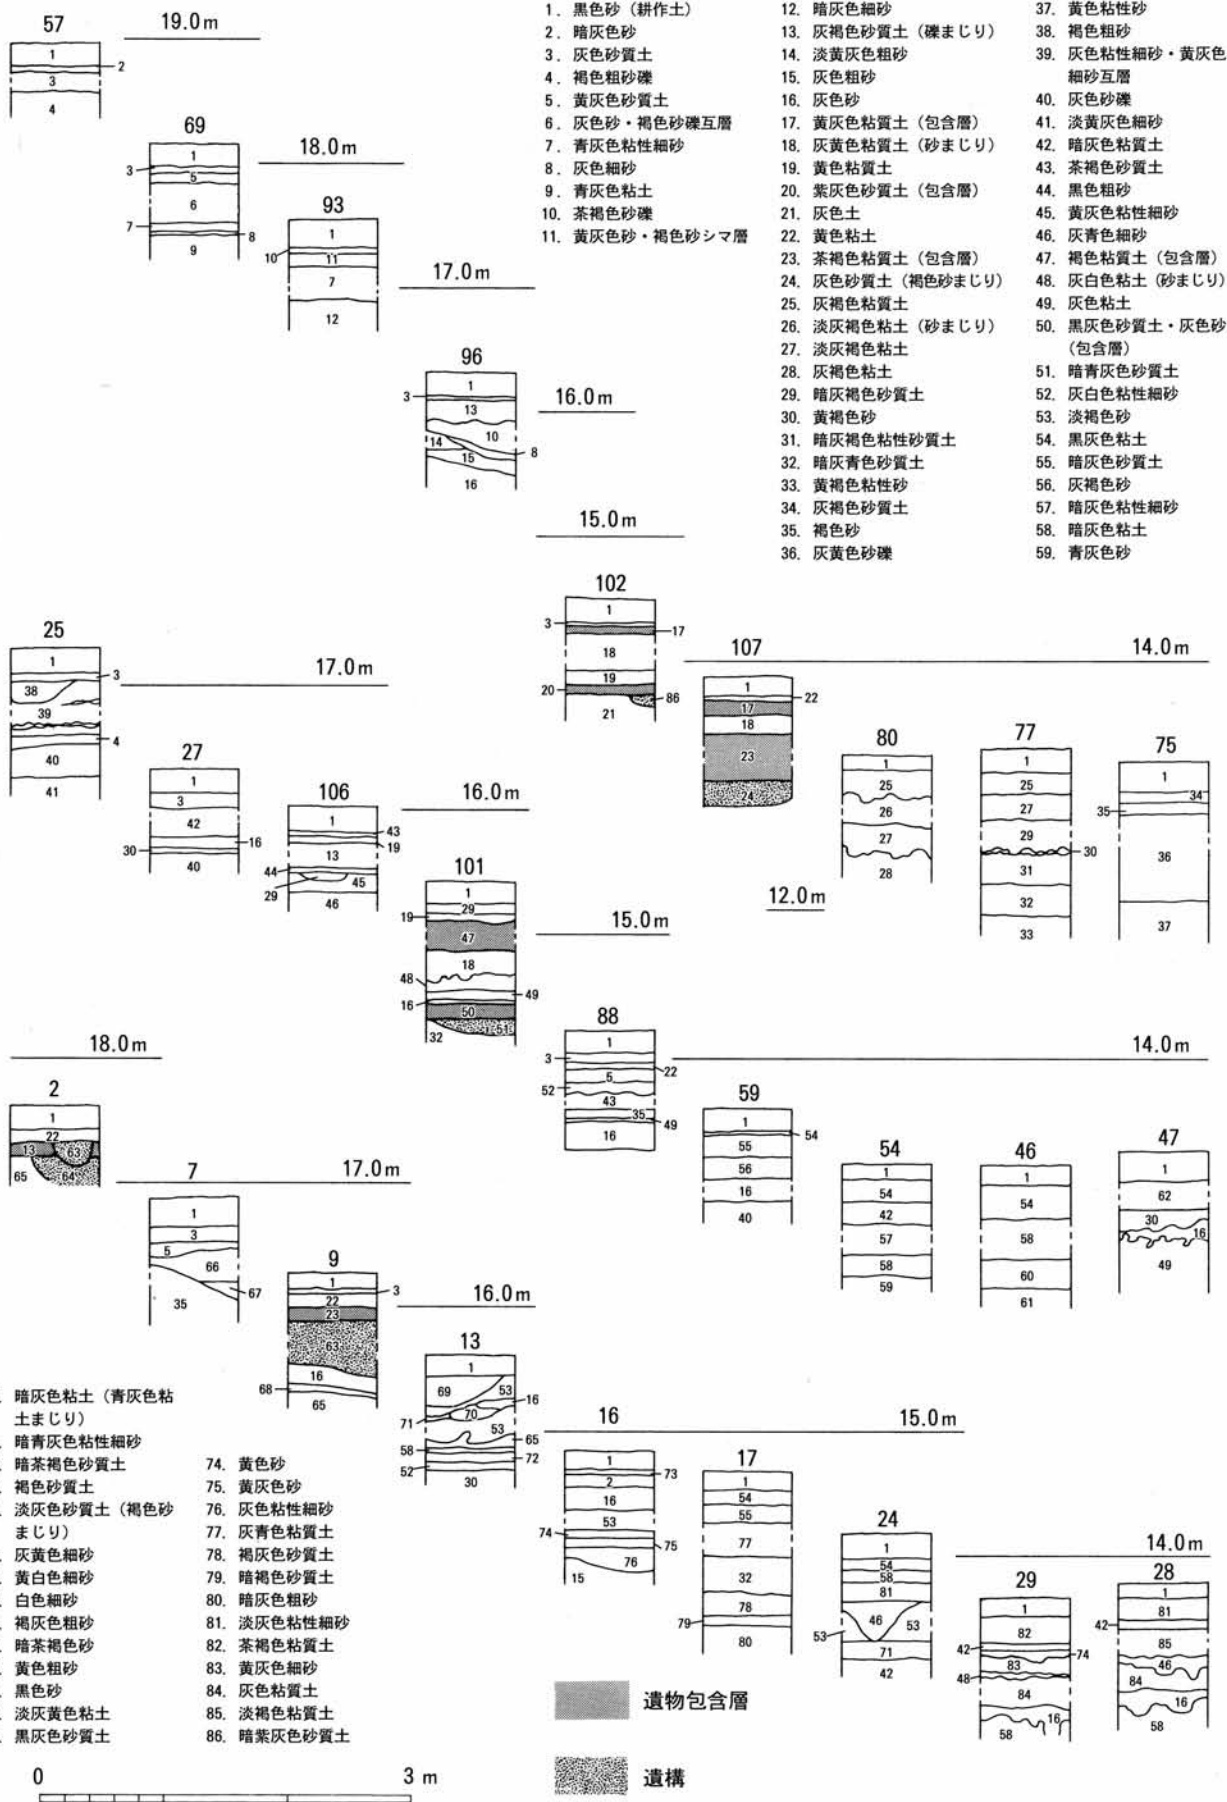 1. 黒色砂（耕作土）
2. 暗灰色砂
3. 灰色砂質土
4. 褐色粗砂礫
5. 黄灰色砂質土
6. 灰色砂・褐色砂礫互層
7. 青灰色粘性細砂
8. 灰色細砂
9. 青灰色粘土
10. 茶褐色砂礫
11. 黄灰色砂・褐色砂シマ層
12. 暗灰色細砂
13. 灰褐色砂質土（礫まじり）
14. 淡黄灰色粗砂
15. 灰色粗砂
16. 灰色砂
17. 黄灰色粘質土（包含層）
18. 灰黄色粘質土（砂まじり）
19. 黄色粘質土
20. 紫灰色砂質土（包含層）
21. 灰色土
22. 黄色粘土
23. 茶褐色粘質土（包含層）
24. 灰色砂質土（褐色砂まじり）
25. 灰褐色粘質土
26. 淡灰褐色粘土（砂まじり）
27. 淡灰褐色粘土
28. 灰褐色粘土
29. 暗灰褐色砂質土
30. 黄褐色砂
31. 暗灰褐色粘性砂質土
32. 暗灰青色砂質土
33. 黄褐色粘性砂
34. 灰褐色砂質土
35. 褐色砂
36. 灰黄色砂礫
37. 黄色粘性砂
38. 褐色粗砂
39. 灰色粘性細砂・黄灰色
細砂互層
40. 灰色砂礫
41. 淡黄灰色細砂
42. 暗灰色粘質土
43. 茶褐色砂質土
44. 黒色粗砂
45. 黄灰色粘性細砂
46. 灰青色細砂
47. 褐色粘質土（包含層）
48. 灰白色粘土（砂まじり）
49. 灰色粘土
50. 黒灰色砂質土・灰色砂
（包含層）
51. 暗青灰色砂質土
52. 灰白色粘性細砂
53. 淡褐色砂
54. 黒灰色粘土
55. 暗灰色砂質土
56. 灰褐色砂
57. 暗灰色粘性細砂
58. 暗灰色粘土
59. 青灰色砂
57
19.0m
1
2
3
4
69
18.0m
1
3
5
6
7
8
9
93
17.0m
1
10
11
7
12
96
16.0m
1
3
13
10
14
8
15
16
15.0m
102
1
3
17
18
19
20
86
21
107
14.0m
1
22
17
18
23
24
80
1
25
26
27
28
77
1
25
27
29
30
31
32
33
75
1
34
35
36
37
12.0m
25
17.0m
1
3
38
39
4
40
41
27
16.0m
1
3
42
16
30
40
106
1
43
19
13
44
45
29
46
101
15.0m
1
29
19
47
18
48
49
16
50
51
32
88
14.0m
1
3
22
5
52
43
35
49
16
59
1
54
55
56
16
40
54
1
54
42
57
58
59
46
1
54
58
60
61
47
1
62
30
16
49
18.0m
2
1
22
13
63
65
64
7
17.0m
1
3
5
66
67
35
9
16.0m
1
3
22
23
63
16
68
65
13
1
69
53
16
71
70
53
65
58
72
52
30
16
15.0m
1
73
2
16
53
74
75
76
15
17
1
54
55
77
32
78
79
80
24
14.0m
1
54
58
81
46
53
53
71
42
29
1
82
42
74
83
48
84
16
58
28
1
81
42
85
46
84
16
58
暗灰色粘土（青灰色粘
土まじり）
暗青灰色粘性細砂
暗茶褐色砂質土
褐色砂質土
淡灰色砂質土（褐色砂
まじり）
灰黄色細砂
黄白色細砂
白色細砂
褐灰色粗砂
暗茶褐色砂
黄色粗砂
黒色砂
淡灰黄色粘土
黒灰色砂質土
74. 黄色砂
75. 黄灰色砂
76. 灰色粘性細砂
77. 灰青色粘質土
78. 褐灰色砂質土
79. 暗褐色砂質土
80. 暗灰色粗砂
81. 淡灰色粘性細砂
82. 茶褐色粘質土
83. 黄灰色細砂
84. 灰色粘質土
85. 淡褐色粘質土
86. 暗紫灰色砂質土
遺物包含層
遺構
0
3 m